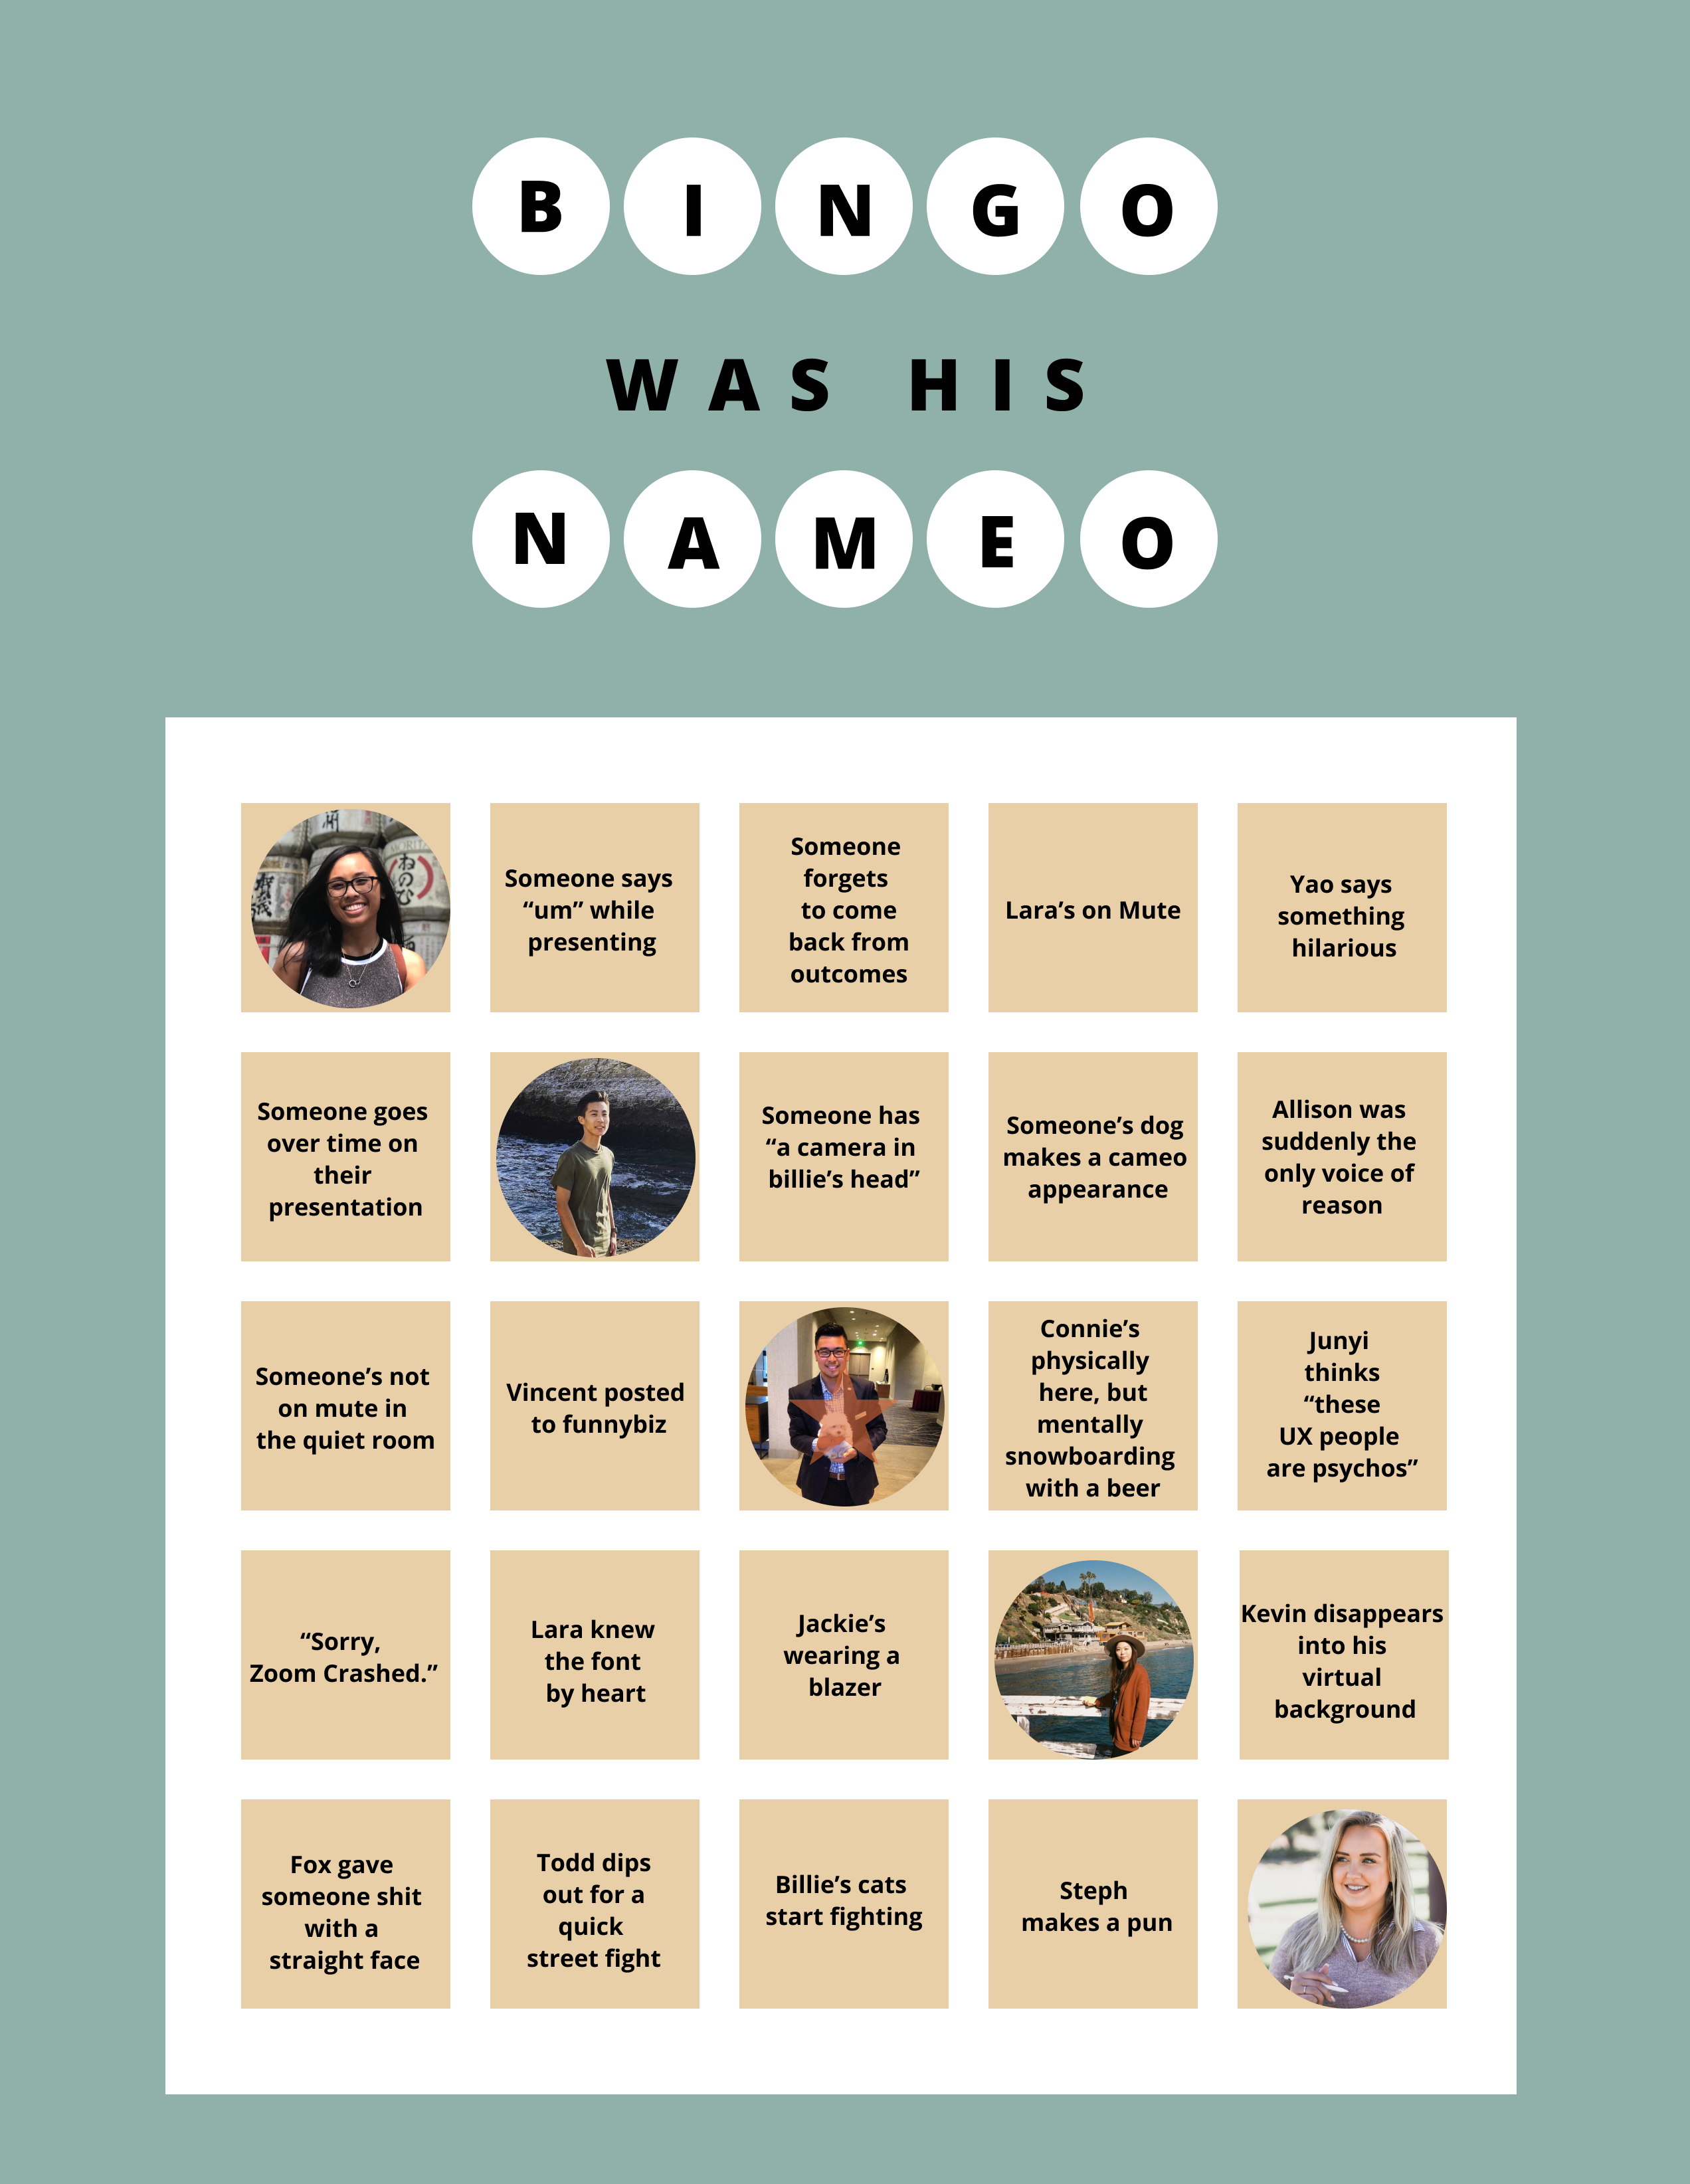 BINGO
WAS HIS
NAMEO
Someone says
“um” while
presenting
Someone
forgets
to come
back from
outcomes
Lara’s on Mute
Yao says
something
hilarious
Someone goes
over time on
their
presentation
Someone has
“a camera in
billie’s head”
Someone’s dog
makes a cameo
appearance
Allison was
suddenly the
only voice of
reason
Someone’s not
on mute in
the quiet room
Vincent posted
to funnybiz
Connie’s
physically
here, but
mentally
snowboarding
with a beer
Junyi
thinks
“these
UX people
are psychos”
“Sorry,
Zoom Crashed.”
Lara knew
the font
by heart
Jackie’s
wearing a
blazer
Kevin disappears
into his
virtual
background
Fox gave
someone shit
with a
straight face
Todd dips
out for a
quick
street fight
Billie’s cats
start fighting
Steph
makes a pun